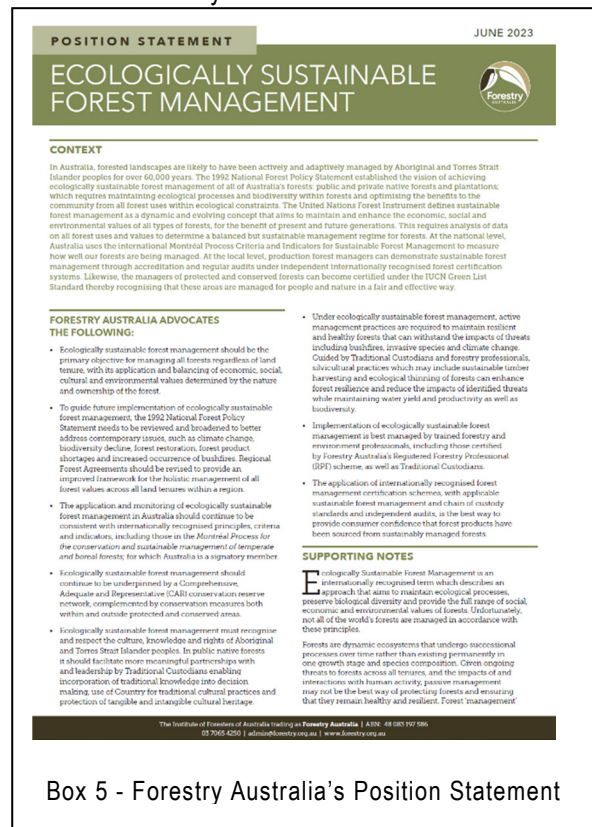 JUNE 2023
POSITION STATEMENT
ECOLOGICALLY SUSTAINABLE
FOREST MANAGEMENT
Forestry
AUSTRALIA
CONTEXT
In Australia, forested landscapes are likely to have been actively and adaptively managed by Aboriginal and Torres Strait
Islander peoples for over 60,000 years. The 1992 National Forest Policy Statement established the vision of achieving
ecologically sustainable forest management of all of Australia's forests: public and private native forests and plantations;
which requires maintaining ecological processes and biodiversity within forests and optimising the benefits to the
community from all forest uses within ecological constraints. The United Nations Forest Instrument defines sustainable
forest management as a dynamic and evolving concept that aims to maintain and enhance the economic, social and
environmental values of all types of forests, for the benefit of present and future generations. This requires analysis of data
on all forest uses and values to determine a balanced but sustainable management regime for forests. At the national level,
Australia uses the international Montréal Process Criteria and Indicators for Sustainable Forest Management to measure
how well our forests are being managed. At the local level, production forest managers can demonstrate sustainable forest
management through accreditation and regular audits under independent internationally recognised forest certification
systems. Likewise, the managers of protected and conserved forests can become certified under the IUCN Green List
Standard thereby recognising that these areas are managed for people and nature in a fair and effective way.
FORESTRY AUSTRALIA ADVOCATES
THE FOLLOWING:
• Ecologically sustainable forest management should be the
primary objective for managing all forests regardless of land
tenure, with its application and balancing of economic, social,
cultural and environmental values determined by the nature
and ownership of the forest.
• To guide future implementation of ecologically sustainable
forest management, the 1992 National Forest Policy
Statement needs to be reviewed and broadened to better
address contemporary issues, such as climate change,
biodiversity decline, forest restoration, forest product
shortages and increased occurrence of bushfires. Regional
Forest Agreements should be revised to provide an
improved framework for the holistic management of all
forest values across all land tenures within a region.
• The application and monitoring of ecologically sustainable
forest management in Australia should continue to be
consistent with internationally recognised principles, criteria
and indicators, including those in the Montréal Process for
the conservation and sustainable management of temperate
and boreal forests; for which Australia is a signatory member.
• Ecologically sustainable forest management should
continue to be underpinned by a Comprehensive,
Adequate and Representative (CAR) conservation reserve
network, complemented by conservation measures both
within and outside protected and conserved areas.
• Ecologically sustainable forest management must recognise
and respect the culture, knowledge and rights of Aboriginal
and Torres Strait Islander peoples. In public native forests
it should facilitate more meaningful partnerships with
and leadership by Traditional Custodians enabling
incorporation of traditional knowledge into decision
making, use of Country for traditional cultural practices and
protection of tangible and intangible cultural heritage.
• Under ecologically sustainable forest management, active
management practices are required to maintain resilient
and healthy forests that can withstand the impacts of threats
including bushfires, invasive species and climate change.
Guided by Traditional Custodians and forestry professionals,
silvicultural practices which may include sustainable timber
harvesting and ecological thinning of forests can enhance
forest resilience and reduce the impacts of identified threats
while maintaining water yield and productivity as well as
biodiversity.
• Implementation of ecologically sustainable forest
management is best managed by trained forestry and
environment professionals, including those certified
by Forestry Australia's Registered Forestry Professional
(RPF) scheme, as well as Traditional Custodians.
• The application of internationally recognised forest
management certification schemes, with applicable
sustainable forest management and chain of custody
standards and independent audits, is the best way to
provide consumer confidence that forest products have
been sourced from sustainably managed forests.
SUPPORTING NOTES
Ecologically Sustainable Forest Management is an
internationally recognised term which describes an
approach that aims to maintain ecological processes,
preserve biological diversity and provide the full range of social,
economic and environmental values of forests. Unfortunately,
not all of the world's forests are managed in accordance with
these principles.
Forests are dynamic ecosystems that undergo successional
processes over time rather than existing permanently in
one growth stage and species composition. Given ongoing
threats to forests across all tenures, and the impacts of and
interactions with human activity, passive management
may not be the best way of protecting forests and ensuring
that they remain healthy and resilient. Forest 'management'
The Institute of Foresters of Australia trading as Forestry Australia | ABN: 48 083 197 586
03 7065 4250 | admin@forestry.org.au | www.forestry.org.au
Box 5 - Forestry Australia's Position Statement